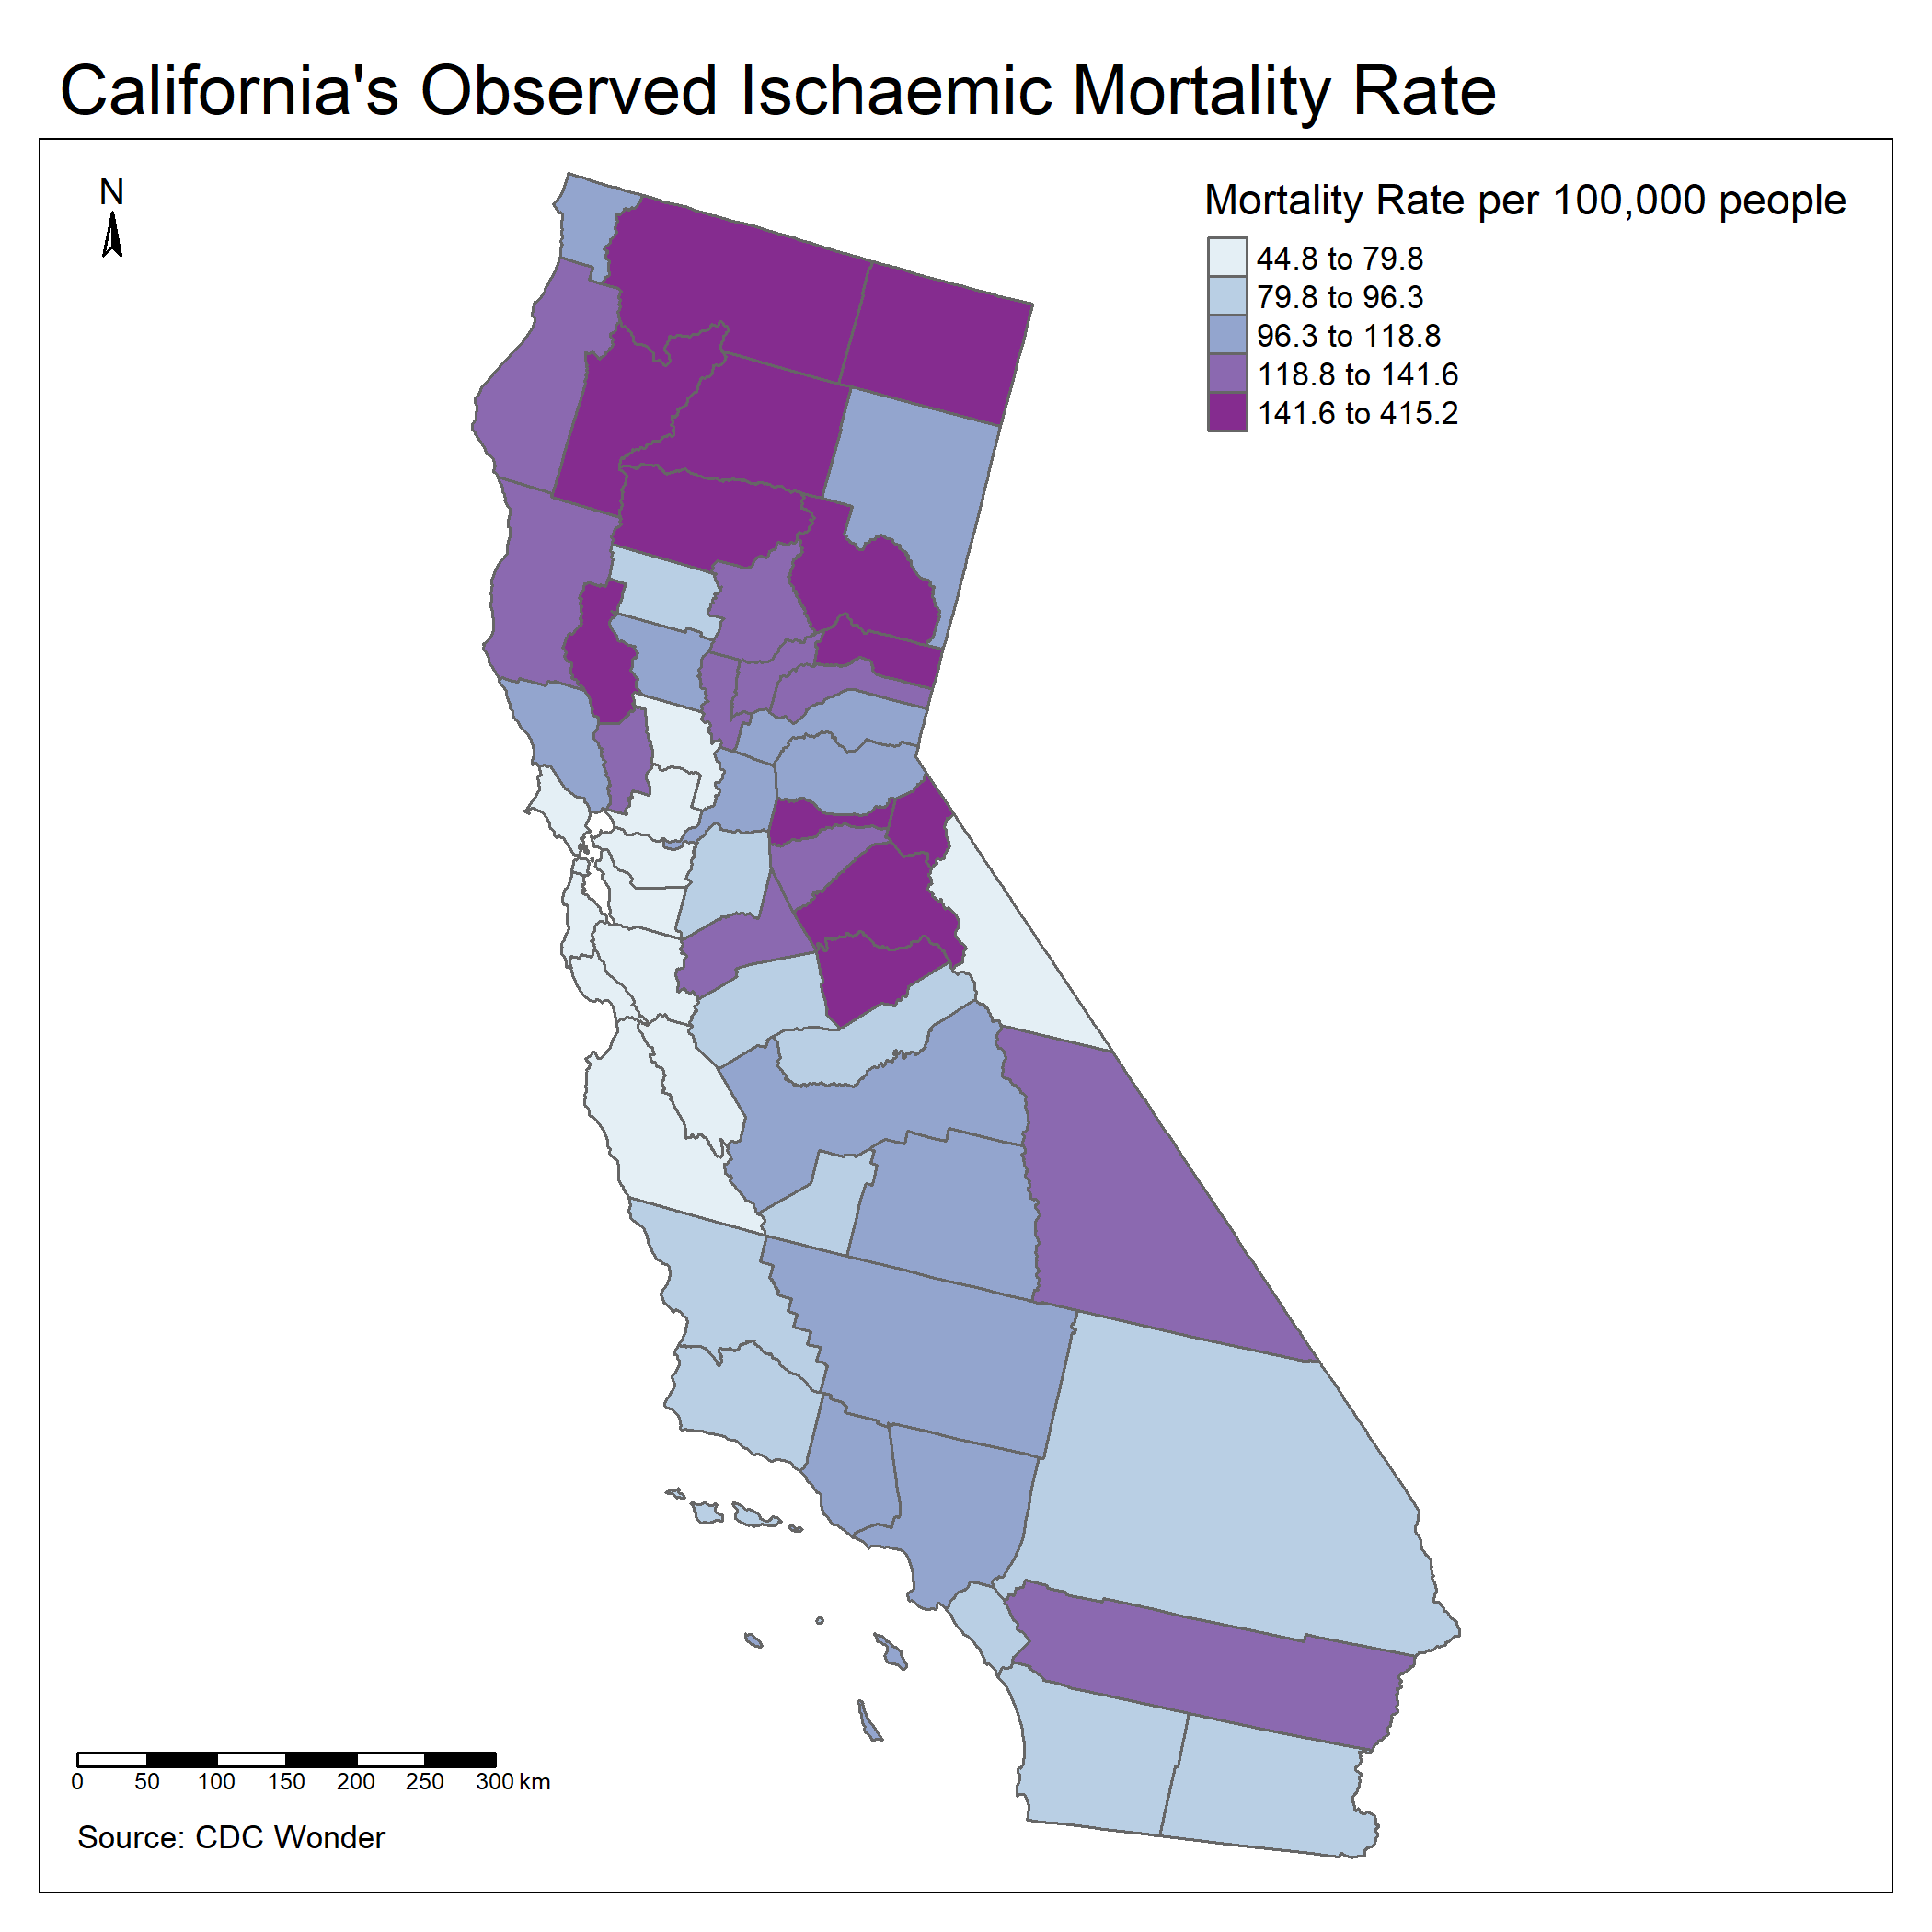 California's Observed Ischaemic Mortality Rate
N
Mortality Rate per 100,000 people
44.8 to 79.8
79.8 to 96.3
96.3 to 118.8
118.8 to 141.6
141.6 to 415.2
0 50 100 150 200 250 300 km
Source: CDC Wonder